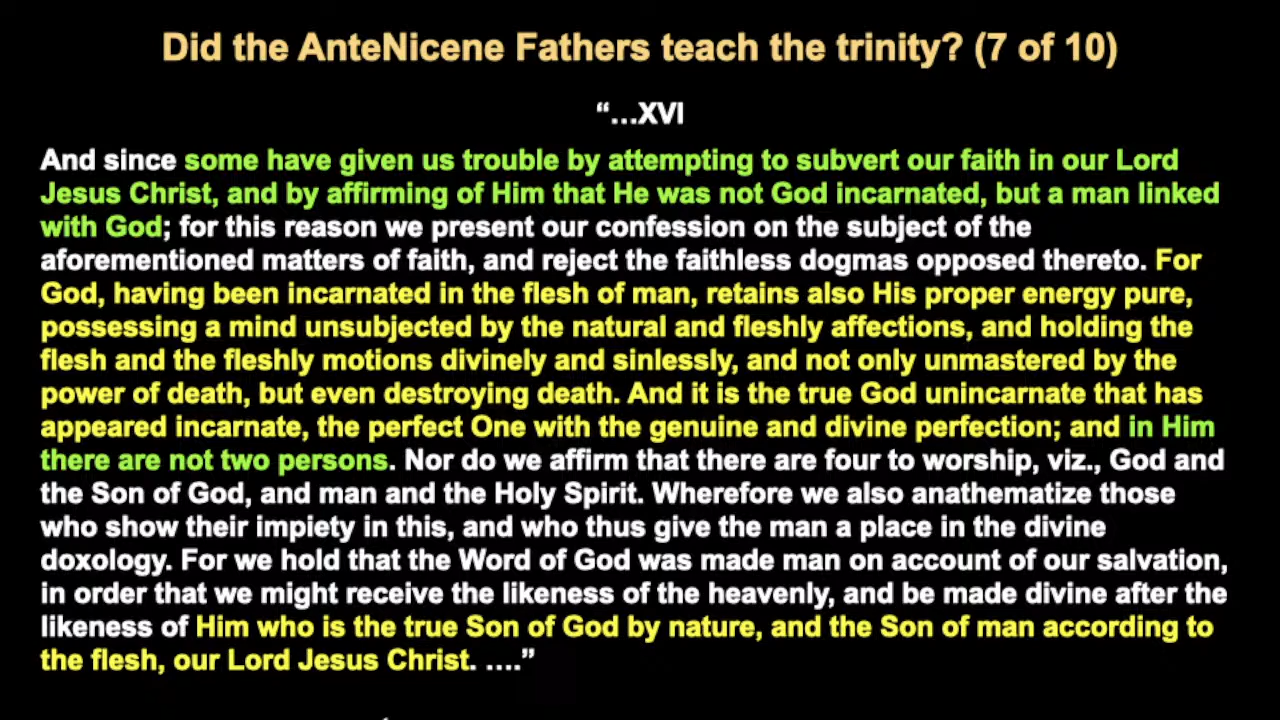 Did the AnteNicene Fathers teach the trinity? (7 of 10)
“...XVI
And since some have given us trouble by attempting to subvert our faith in our Lord
Jesus Christ, and by affirming of Him that He was not God incarnated, but a man linked
with God; for this reason we present our confession on the subject of the
aforementioned matters of faith, and reject the faithless dogmas opposed thereto. For
God, having been incarnated in the flesh of man, retains also His proper energy pure,
possessing a mind unsubjected by the natural and fleshly affections, and holding the
flesh and the fleshly motions divinely and sinlessly, and not only unmastered by the
power of death, but even destroying death. And it is the true God unincarnate that has
appeared incarnate, the perfect One with the genuine and divine perfection; and in Him
there are not two persons. Nor do we affirm that there are four to worship, viz., God and
the Son of God, and man and the Holy Spirit. Wherefore we also anathematize those
who show their impiety in this, and who thus give the man a place in the divine
doxology. For we hold that the Word of God was made man on account of our salvation,
in order that we might receive the likeness of the heavenly, and be made divine after the
likeness of Him who is the true Son of God by nature, and the Son of man according to
the flesh, our Lord Jesus Christ. ....”